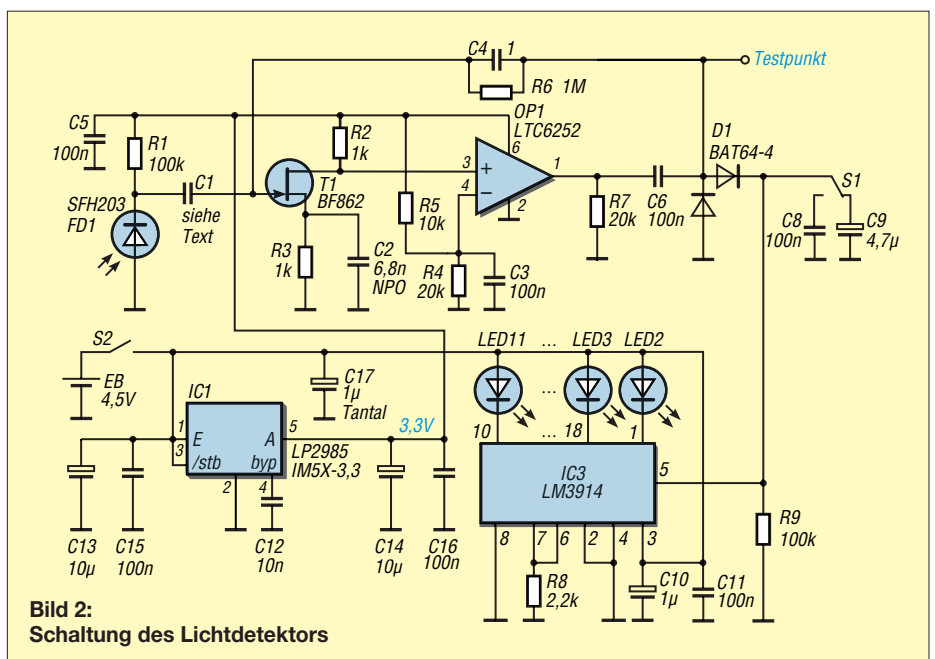 C4
1
Testpunkt
R6 1M
OP1
LTC6252
C5
100n
R1
100k
R2
1k
D1
BAT64-4
6
3
+
1
4
−
2
C1
siehe
Text
T1
BF862
S1
SFH203
FD1
R5
10k
R7
20k
C6
100n
C8
100n
C9
4,7µ
R3
1k
C2
6,8n
NPO
R4
20k
C3
100n
S2
LED11
...
LED3
LED2
EB
4,5V
IC1
C17
1µ
Tantal
...
1
3
E
A
/stb
byp
5
3,3V
10
... 18
1
LP2985
IM5X-3,3
2
4
IC3
LM3914
5
8
7
6
2
4
3
R9
100k
C13
10µ
C15
100n
C12
10n
C14
10µ
C16
100n
R8
2,2k
C10
1µ
C11
100n
Bild 2:
Schaltung des Lichtdetektors